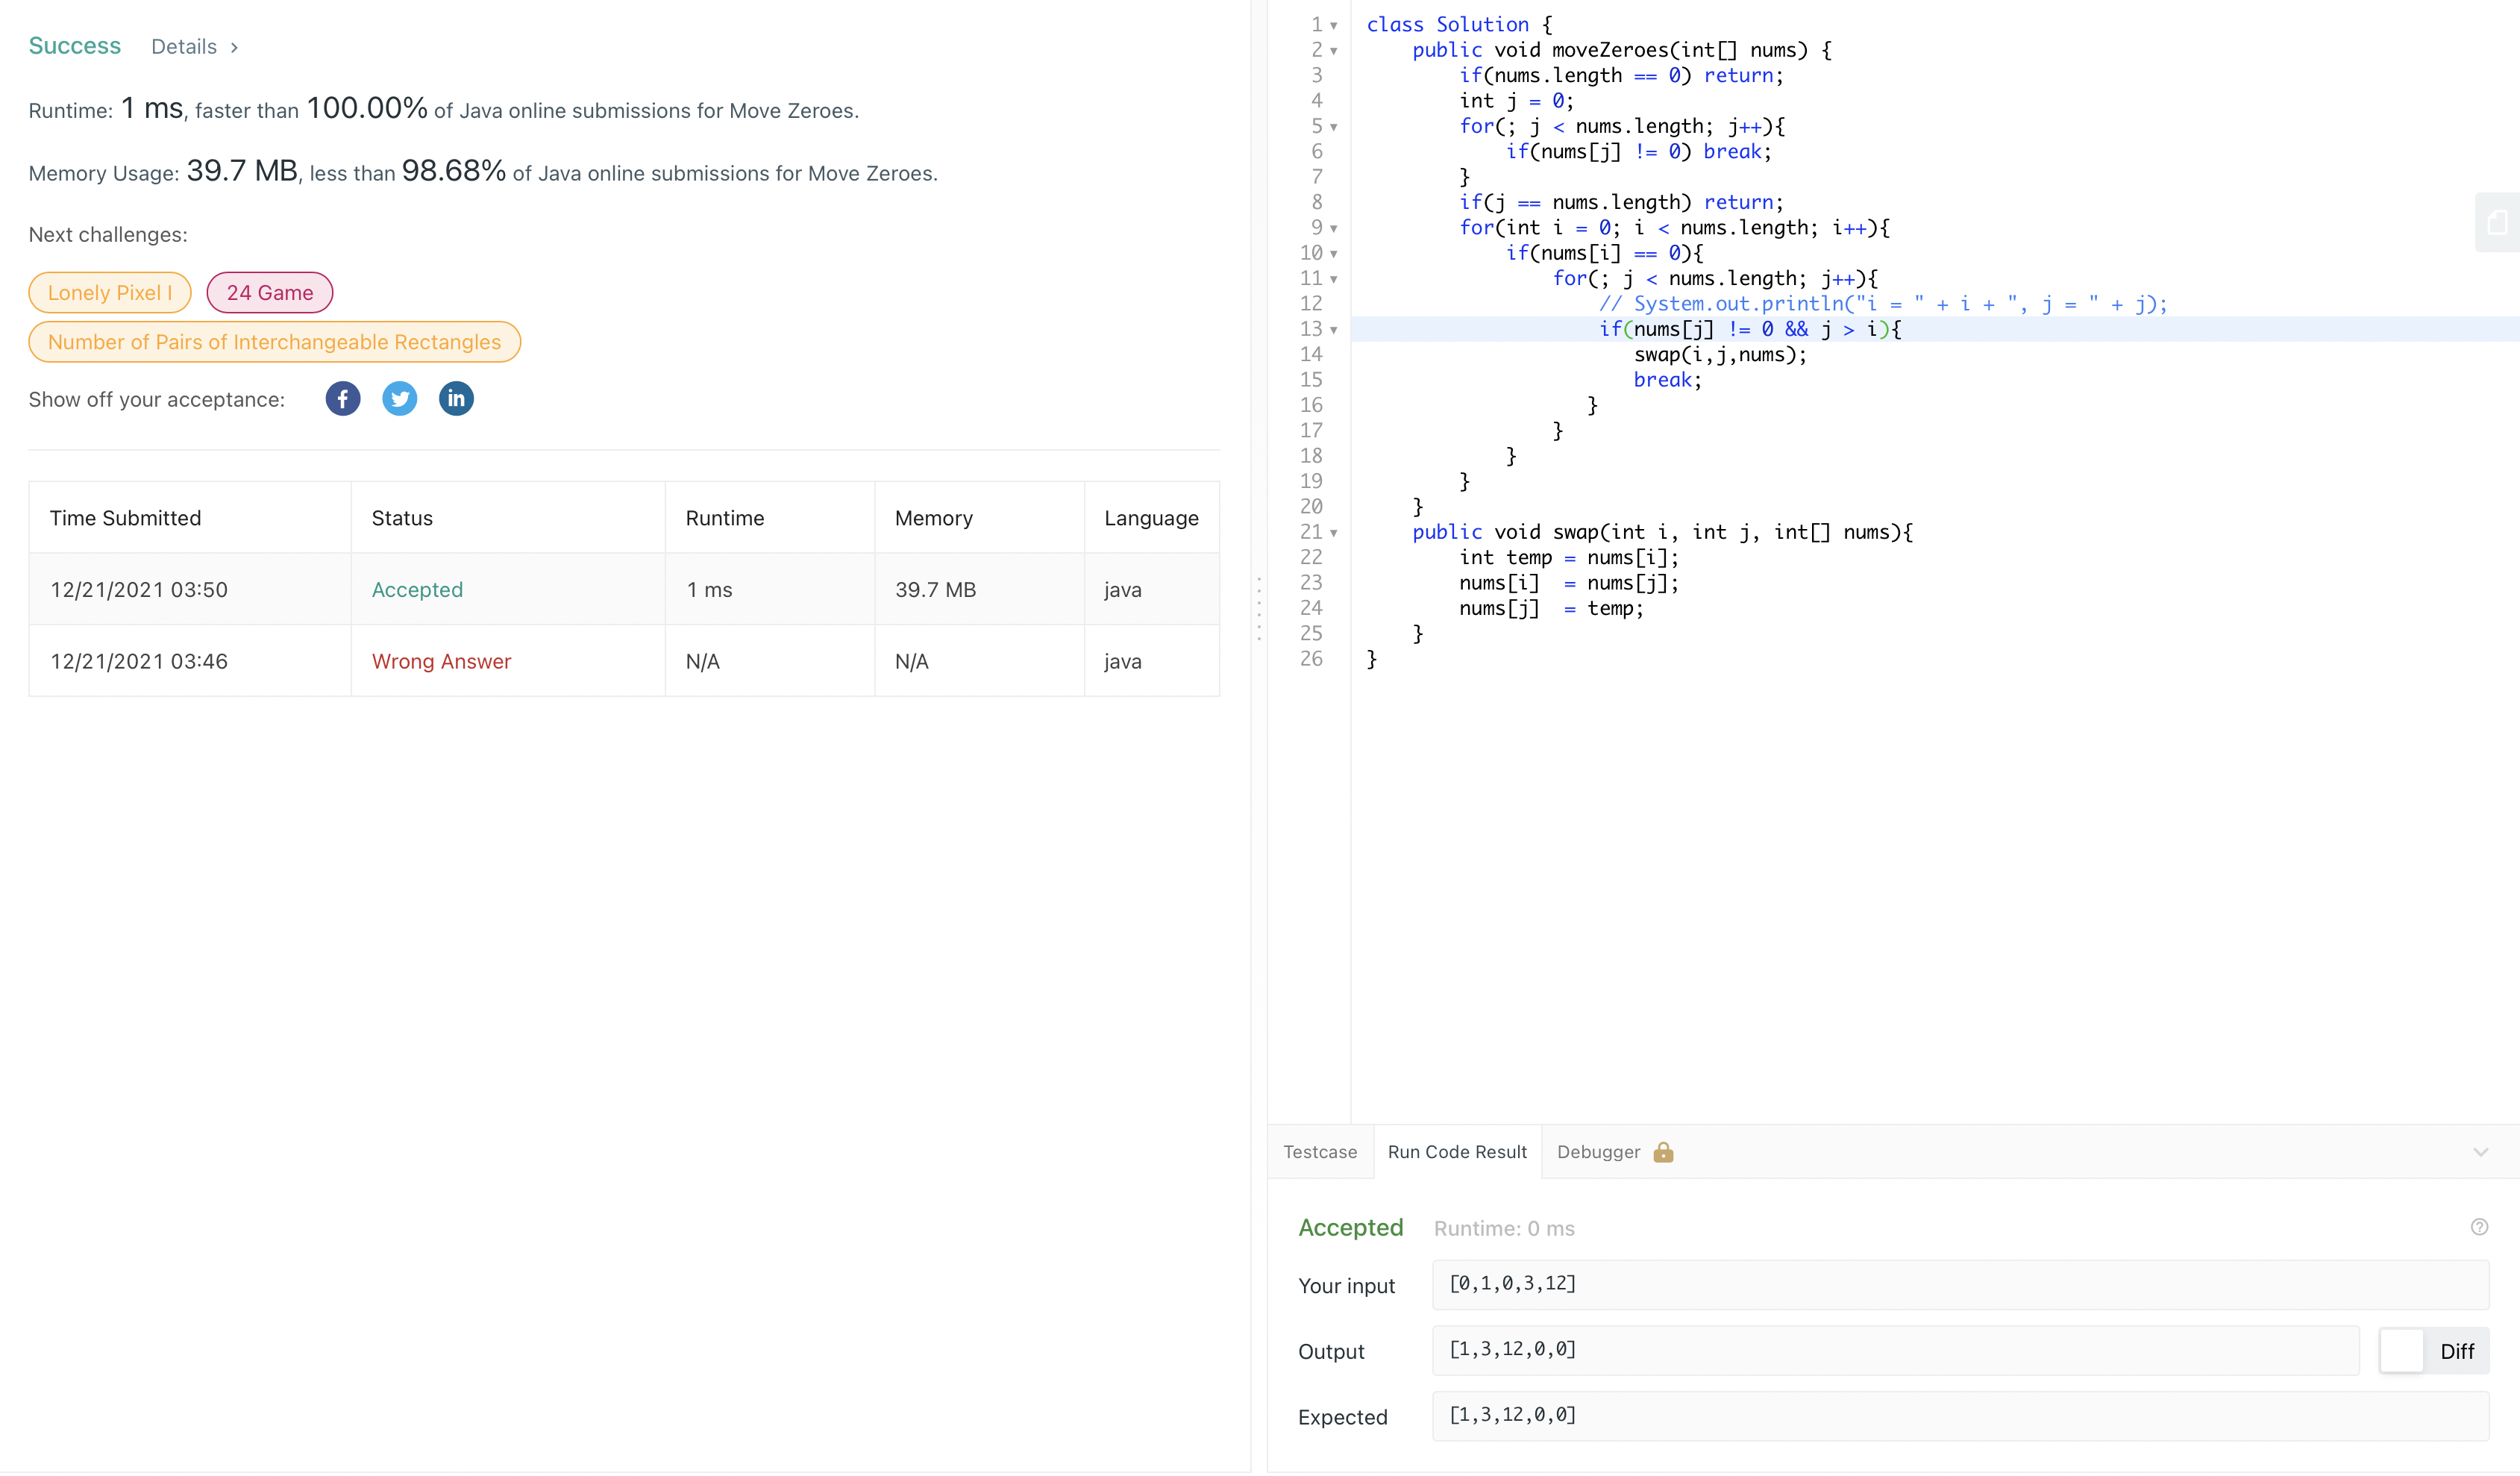 Success Details >
Runtime: 1 ms, faster than 100.00% of Java online submissions for Move Zeroes.
Memory Usage: 39.7 MB, less than 98.68% of Java online submissions for Move Zeroes.
Next challenges:
Lonely Pixel I 24 Game
Number of Pairs of Interchangeable Rectangles
Show off your acceptance:
Time Submitted Status Runtime Memory Language
12/21/2021 03:50 Accepted 1 ms 39.7 MB java
12/21/2021 03:46 Wrong Answer N/A N/A java
1 class Solution {
2     public void moveZeroes(int[] nums) {
3         if(nums.length == 0) return;
4         int j = 0;
5         for(; j < nums.length; j++){
6             if(nums[j] != 0) break;
7         }
8         if(j == nums.length) return;
9         for(int i = 0; i < nums.length; i++){
10             if(nums[i] == 0){
11                 for(; j < nums.length; j++){
12                     // System.out.println("i = " + i + ", j = " + j);
13                     if(nums[j] != 0 && j > i){
14                        swap(i,j,nums);
15                        break;
16                    }
17                 }
18             }
19         }
20     }
21     public void swap(int i, int j, int[] nums){
22         int temp = nums[i];
23         nums[i]  = nums[j];
24         nums[j]  = temp;
25     }
26 }
Testcase Run Code Result Debugger
Accepted Runtime: 0 ms
Your input [0,1,0,3,12]
Output [1,3,12,0,0] Diff
Expected [1,3,12,0,0]